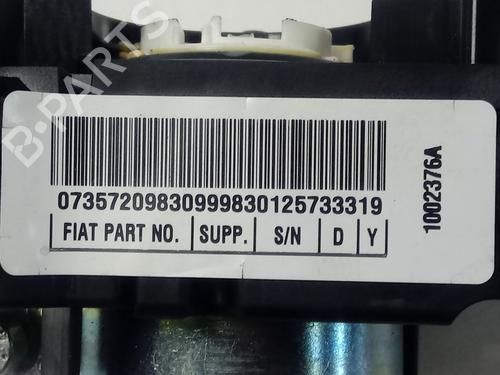 07357209830999830125733319
FIAT PART NO. SUPP. S/N D Y
1002376A
B-PARTS